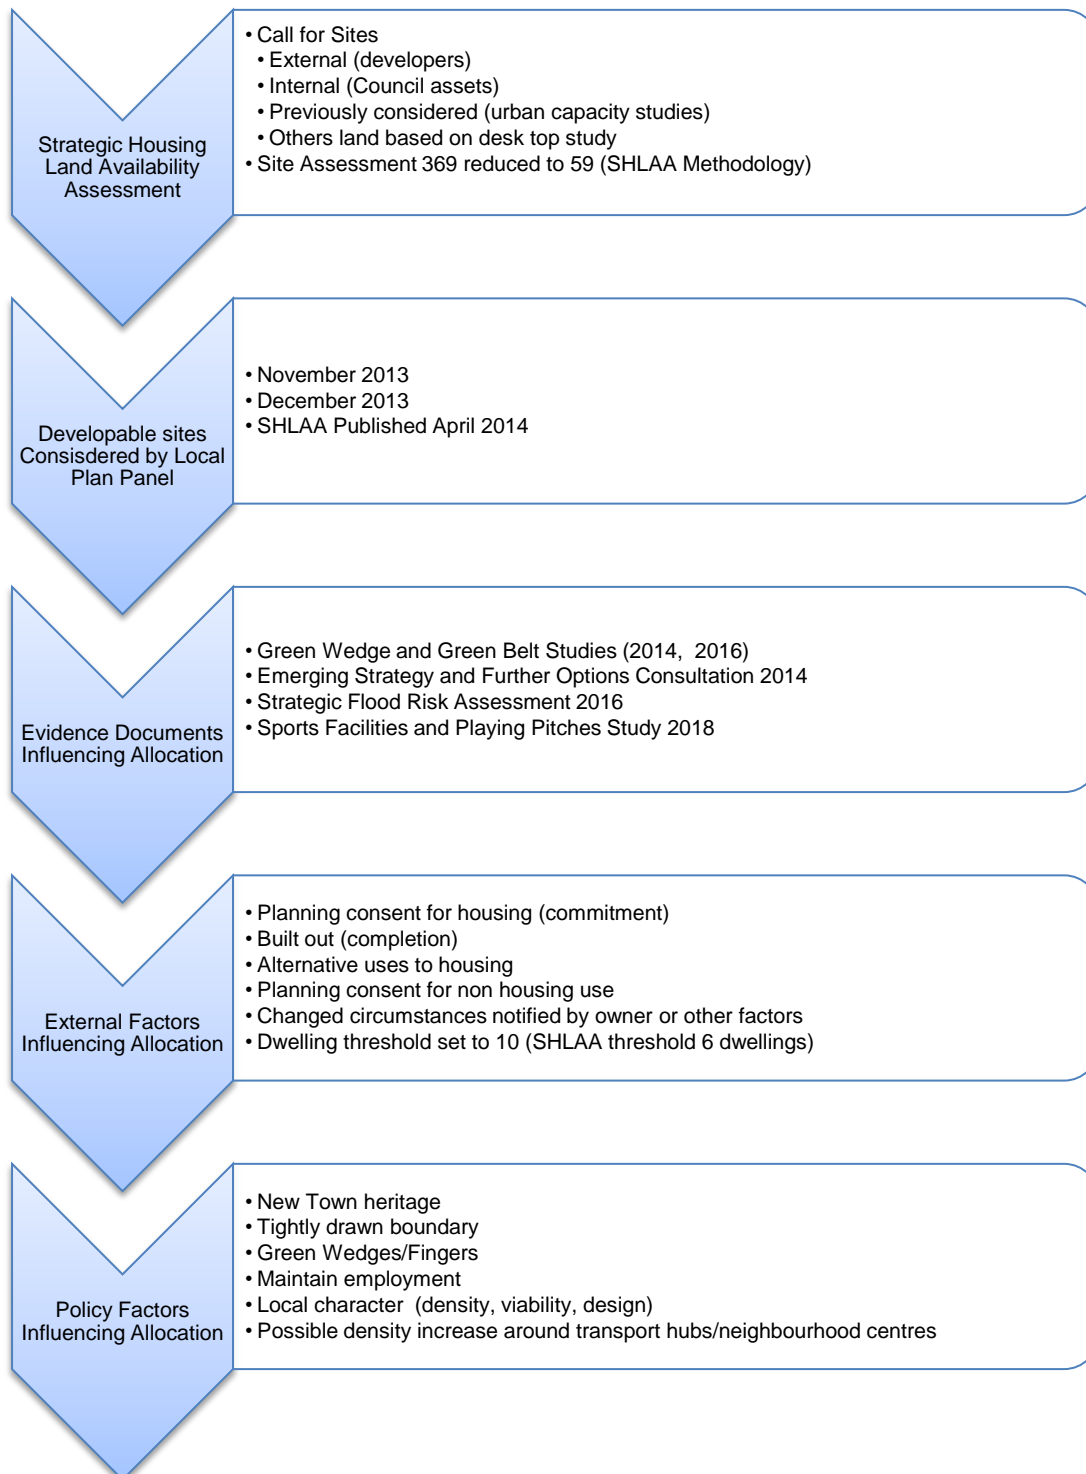 Strategic Housing
Land Availability
Assessment
• Call for Sites
• External (developers)
• Internal (Council assets)
• Previously considered (urban capacity studies)
• Others land based on desk top study
• Site Assessment 369 reduced to 59 (SHLAA Methodology)
Developable sites
Consisdered by Local
Plan Panel
• November 2013
• December 2013
• SHLAA Published April 2014
Evidence Documents
Influencing Allocation
• Green Wedge and Green Belt Studies (2014, 2016)
• Emerging Strategy and Further Options Consultation 2014
• Strategic Flood Risk Assessment 2016
• Sports Facilities and Playing Pitches Study 2018
External Factors
Influencing Allocation
• Planning consent for housing (commitment)
• Built out (completion)
• Alternative uses to housing
• Planning consent for non housing use
• Changed circumstances notified by owner or other factors
• Dwelling threshold set to 10 (SHLAA threshold 6 dwellings)
Policy Factors
Influencing Allocation
• New Town heritage
• Tightly drawn boundary
• Green Wedges/Fingers
• Maintain employment
• Local character (density, viability, design)
• Possible density increase around transport hubs/neighbourhood centres